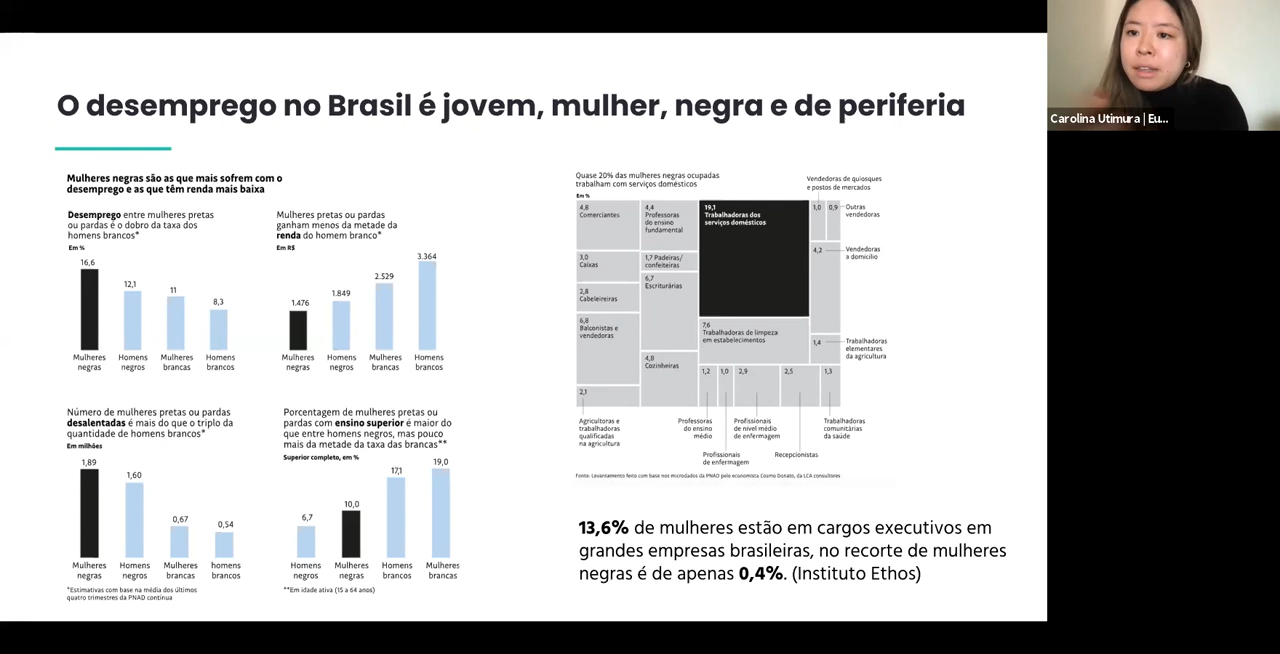 O desemprego no Brasil é jovem, mulher, negra e de periferia
Mulheres negras são as que mais sofrem com o
desemprego e as que têm renda mais baixa
Desemprego entre mulheres pretas
ou pardas é o dobro da taxa dos
homens brancos*
Em %
16,6
12,1
11
8,3
Mulheres
negras
Homens
negros
Mulheres
brancas
Homens
brancos
Mulheres pretas ou pardas
ganham menos da metade da
renda do homem branco*
Em R$
1.476
1.849
2.529
3.364
Mulheres
negras
Homens
negros
Mulheres
brancas
Homens
brancos
Número de mulheres pretas ou pardas
desalentadas é mais do que o triplo da
quantidade de homens brancos*
Em milhões
1,89
1,60
0,67
0,54
Mulheres
negras
Homens
negros
Mulheres
brancas
homens
brancos
*Estimativas com base na média dos últimos
quatro trimestres da PNAD contínua
Porcentagem de mulheres pretas ou
pardas com ensino superior é maior do
que entre homens negros, mas pouco
mais da metade da taxa das brancas**
Superior completo, em %
6,7
10,0
17,1
19,0
Homens
negros
Mulheres
negras
Homens
brancos
Mulheres
brancas
**Em idade ativa (15 a 64 anos)
Quase 20% das mulheres negras ocupadas
trabalham com serviços domésticos
Em %
4,8
Comerciantes
4,4
Professoras
do ensino
fundamental
19,1
Trabalhadoras dos
serviços domésticos
Vendedoras de quiosques
e postos de mercados
1,0
0,9
Outras
vendedoras
3,0
Caixas
1,7 Padeiras/
confeiteiras
4,2
Vendedoras
a domicílio
2,8
Cabeleireiras
6,7
Escriturárias
6,8
Balconistas e
vendedoras
7,6
Trabalhadoras de limpeza
em estabelecimentos
1,4
Trabalhadoras
elementares
da agricultura
4,8
Cozinheiras
1,2
1,0
2,9
2,5
1,3
2,1
Agricultoras e
trabalhadoras
qualificadas
na agricultura
Professoras
do ensino
médio
Profissionais
de enfermagem
Profissionais
de nível médio
de enfermagem
Recepcionistas
Trabalhadoras
comunitárias
da saúde
Fonte: Levantamento feito com base nos microdados da PNAD pelo economista Cosmo Donato, da LCA consultores
13,6% de mulheres estão em cargos executivos em
grandes empresas brasileiras, no recorte de mulheres
negras é de apenas 0,4%. (Instituto Ethos)
Carolina Utimura | Eu...